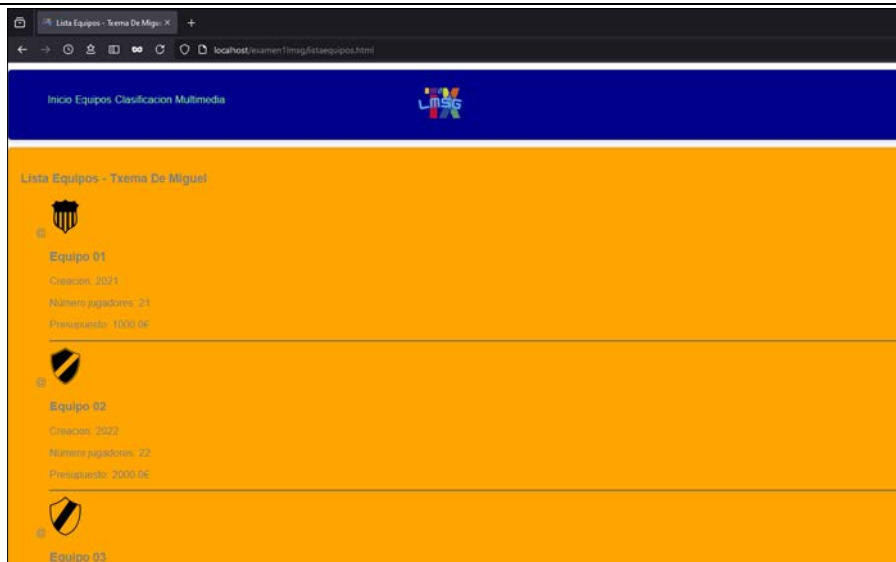 Lista Equipos - Txema De Migu
localhost/examen1lmsg/listaequipos.html
Inicio Equipos Clasificacion Multimedia
LMSG
Lista Equipos - Txema De Miguel
@
Equipo 01
Creacion: 2021
Número jugadores: 21
Presupuesto: 1000.0€
@
Equipo 02
Creacion: 2022
Número jugadores: 22
Presupuesto: 2000.0€
@
Equipo 03